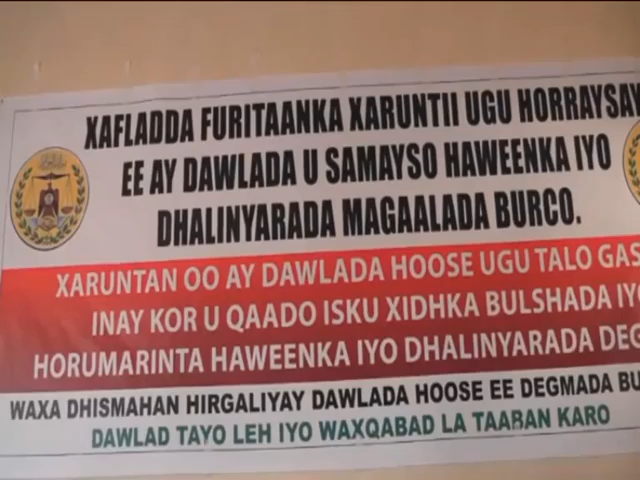 XAFLADDA FURITAANKA XARUNTII UGU HORRAYSAY
EE AY DAWLADA U SAMAYSO HAWEENKA IYO
DHALINYARADA MAGAALADA BURCO.
XARUNTAN OO AY DAWLADA HOOSE UGU TALO GAS
INAY KOR U QAADO ISKU XIDHKA BULSHADA IYO
HORUMARINTA HAWEENKA IYO DHALINYARADA DEG
WAXA DHISMAHAN HIRGALIYAY DAWLADA HOOSE EE DEGMADA BU
DAWLAD TAYO LEH IYO WAXQABAD LA TAABAN KARO